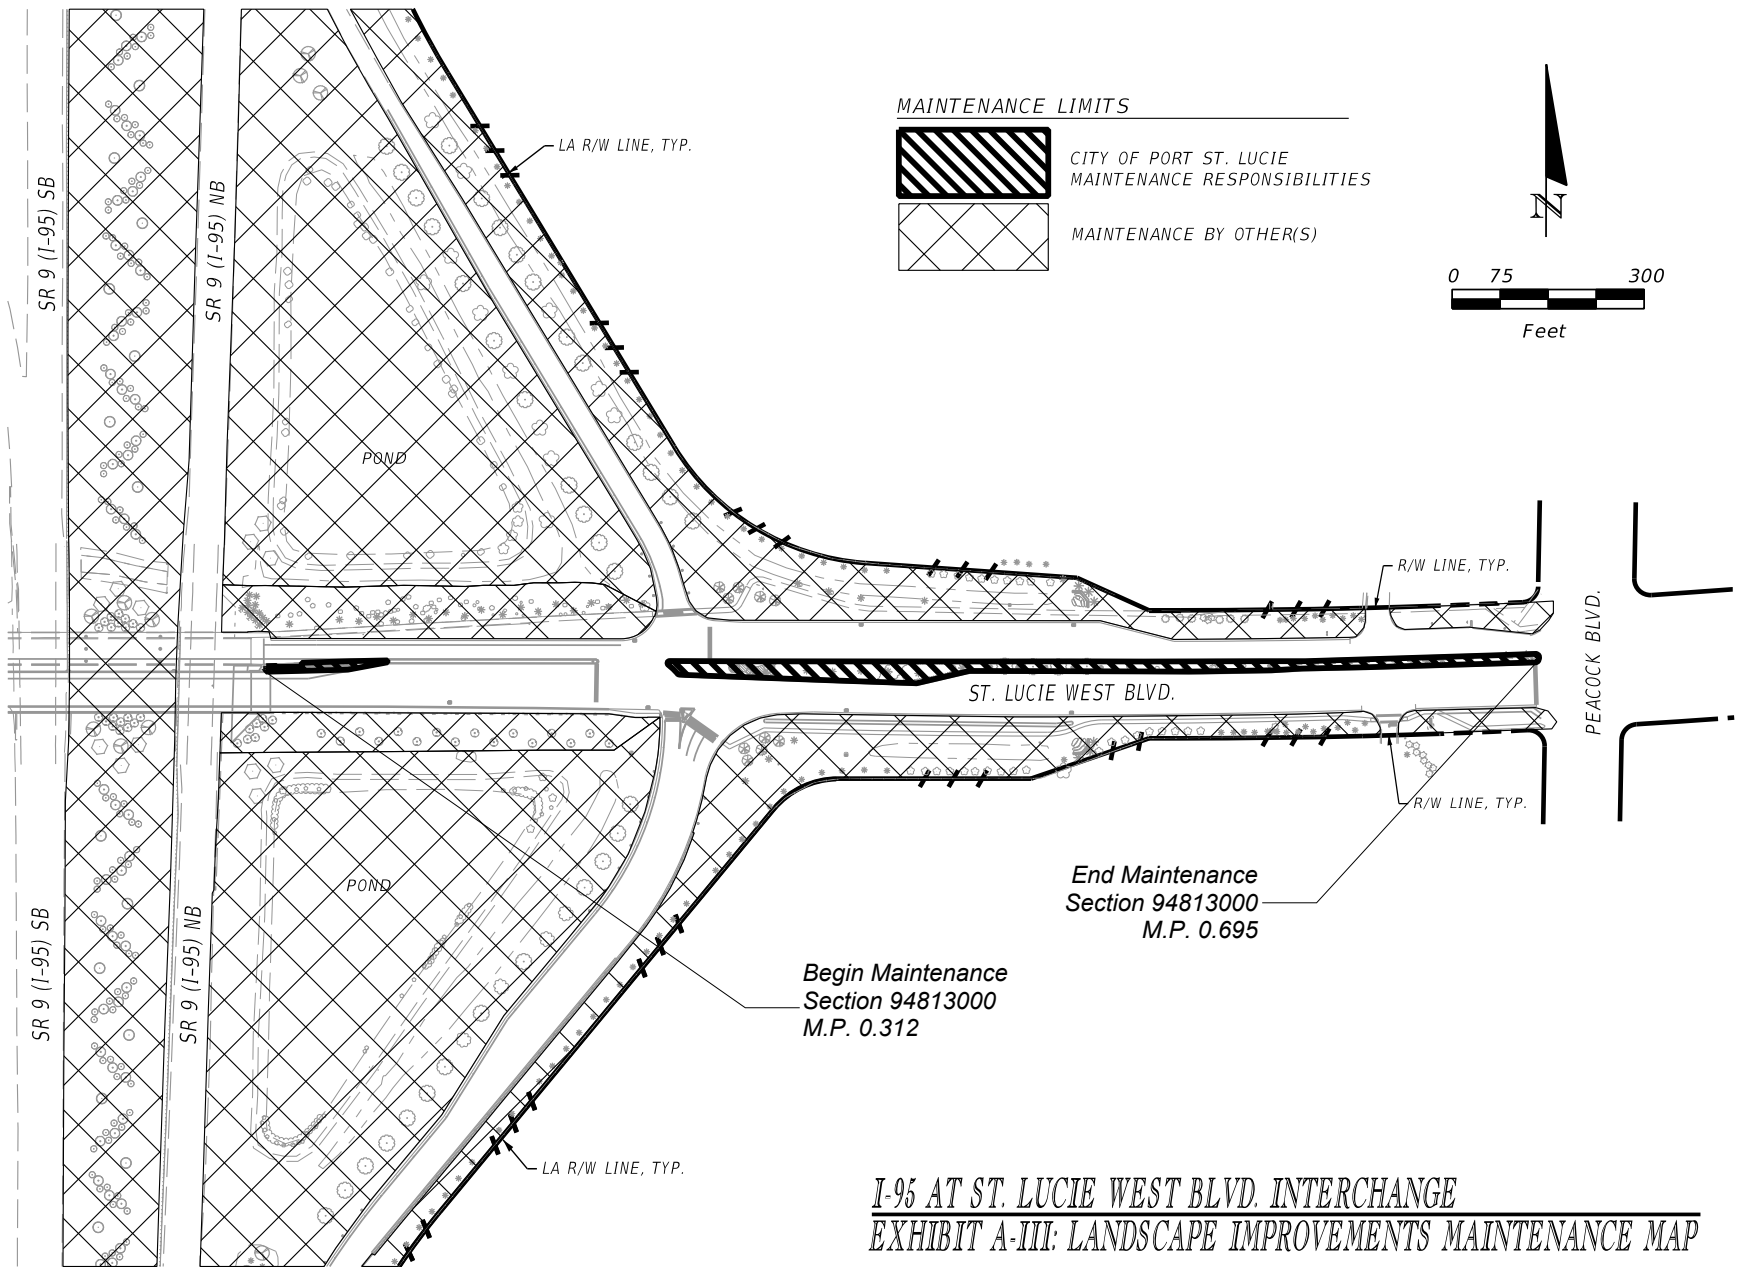 MAINTENANCE LIMITS
CITY OF PORT ST. LUCIE
MAINTENANCE RESPONSIBILITIES
MAINTENANCE BY OTHER(S)
N
0 75 300
Feet
LA R/W LINE, TYP.
SR 9 (I-95) SB
SR 9 (I-95) NB
POND
R/W LINE, TYP.
PEACOCK BLVD.
ST. LUCIE WEST BLVD.
R/W LINE, TYP.
POND
End Maintenance
Section 94813000
M.P. 0.695
SR 9 (I-95) SB
SR 9 (I-95) NB
Begin Maintenance
Section 94813000
M.P. 0.312
LA R/W LINE, TYP.
I-95 AT ST. LUCIE WEST BLVD. INTERCHANGE
EXHIBIT A-III: LANDSCAPE IMPROVEMENTS MAINTENANCE MAP